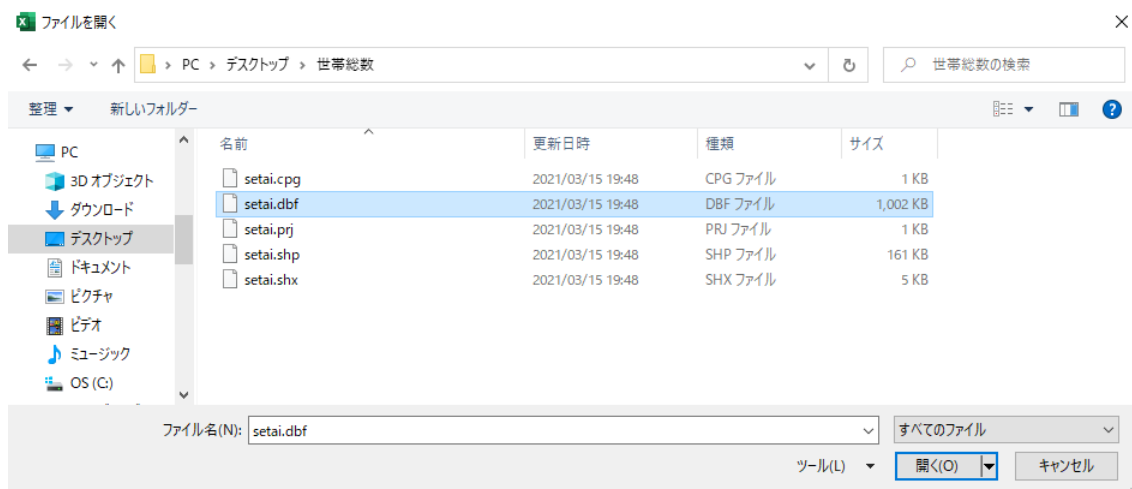 ファイルを開く
PC › デスクトップ › 世帯総数
世帯総数の検索
整理 新しいフォルダー
名前 更新日時 種類 サイズ
PC
3D オブジェクト
ダウンロード
デスクトップ
ドキュメント
ピクチャ
ビデオ
ミュージック
OS (C:)
setai.cpg 2021/03/15 19:48 CPG ファイル 1 KB
setai.dbf 2021/03/15 19:48 DBF ファイル 1,002 KB
setai.prj 2021/03/15 19:48 PRJ ファイル 1 KB
setai.shp 2021/03/15 19:48 SHP ファイル 161 KB
setai.shx 2021/03/15 19:48 SHX ファイル 5 KB
ファイル名(N): setai.dbf すべてのファイル
ツール(L) 開く(O) キャンセル